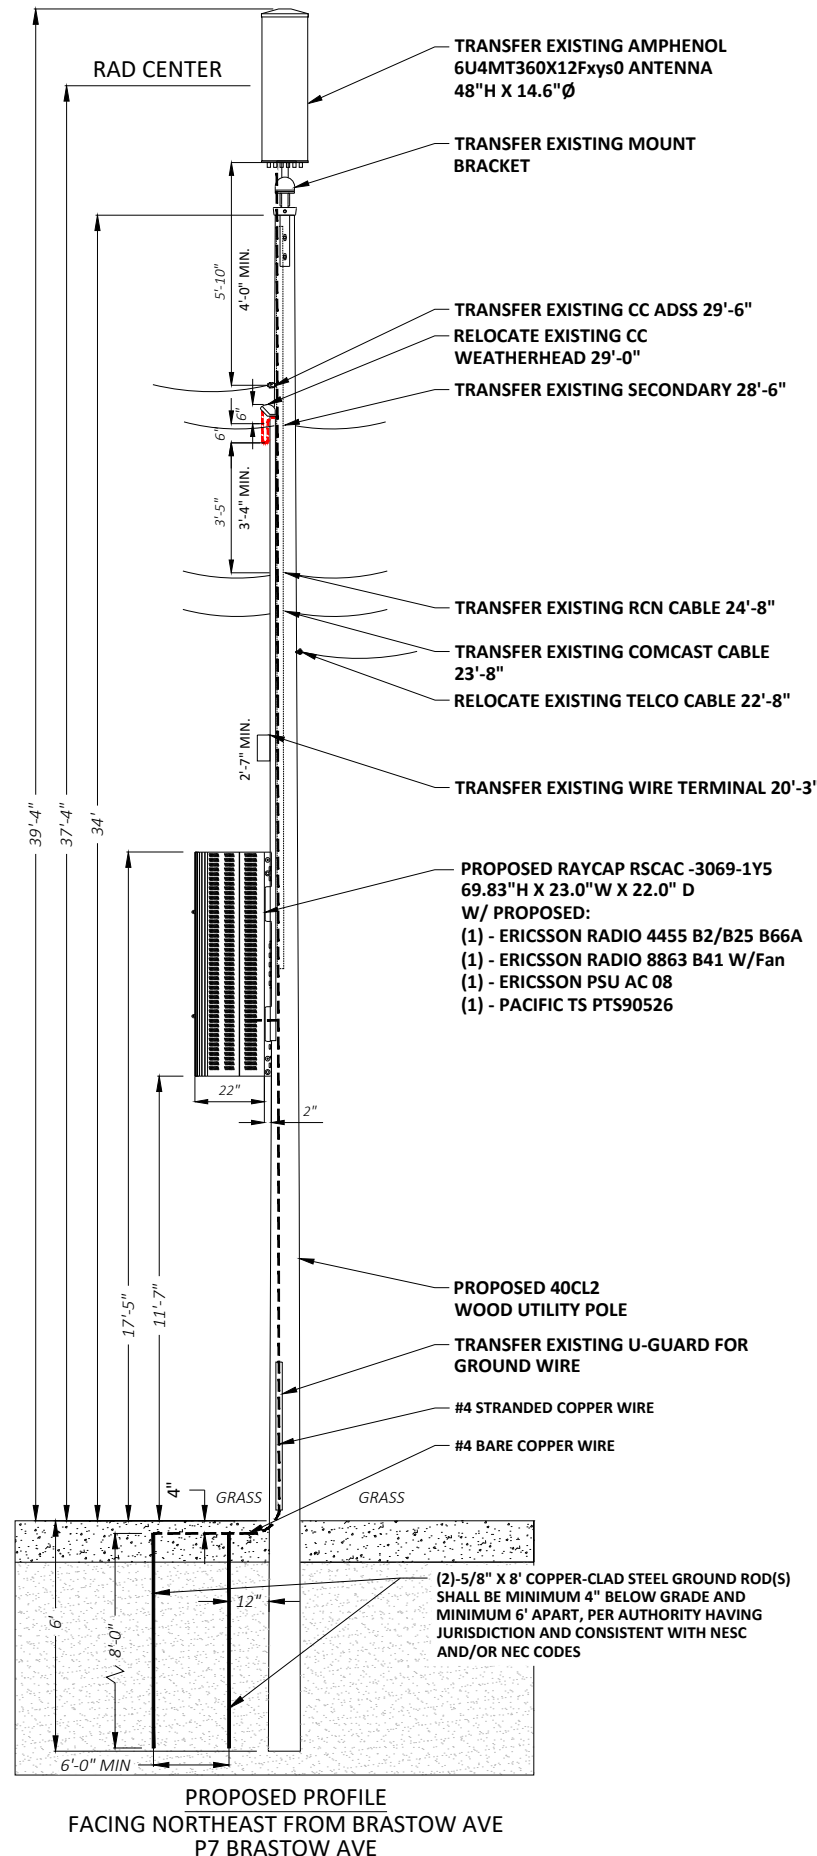 RAD CENTER
TRANSFER EXISTING AMPHENOL
6U4MT360X12Fxys0 ANTENNA
48"H X 14.6"Ø
TRANSFER EXISTING MOUNT
BRACKET
5'-10"
4'-0" MIN.
TRANSFER EXISTING CC ADSS 29'-6"
RELOCATE EXISTING CC
WEATHERHEAD 29'-0"
TRANSFER EXISTING SECONDARY 28'-6"
6"
6"
3'-5"
3'-4" MIN.
TRANSFER EXISTING RCN CABLE 24'-8"
TRANSFER EXISTING COMCAST CABLE
23'-8"
RELOCATE EXISTING TELCO CABLE 22'-8"
2'-7" MIN.
TRANSFER EXISTING WIRE TERMINAL 20'-3'
39'-4"
37'-4"
34'
PROPOSED RAYCAP RSCAC -3069-1Y5
69.83"H X 23.0"W X 22.0" D
W/ PROPOSED:
(1) - ERICSSON RADIO 4455 B2/B25 B66A
(1) - ERICSSON RADIO 8863 B41 W/Fan
(1) - ERICSSON PSU AC 08
(1) - PACIFIC TS PTS90526
22"
2"
17'-5"
11'-7"
PROPOSED 40CL2
WOOD UTILITY POLE
TRANSFER EXISTING U-GUARD FOR
GROUND WIRE
#4 STRANDED COPPER WIRE
#4 BARE COPPER WIRE
4"
GRASS
GRASS
(2)-5/8" X 8' COPPER-CLAD STEEL GROUND ROD(S)
SHALL BE MINIMUM 4" BELOW GRADE AND
MINIMUM 6' APART, PER AUTHORITY HAVING
JURISDICTION AND CONSISTENT WITH NESC
AND/OR NEC CODES
12"
6'
8'-0"
6'-0" MIN
PROPOSED PROFILE
FACING NORTHEAST FROM BRASTOW AVE
P7 BRASTOW AVE